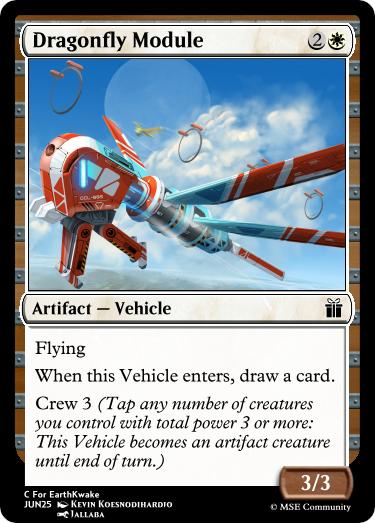 Dragonfly Module 2
Artifact — Vehicle
Flying
When this Vehicle enters, draw a card.
Crew 3 (Tap any number of creatures
you control with total power 3 or more:
This Vehicle becomes an artifact creature
until end of turn.)
3/3
C For EarthKwake
JUN25 Kevin Koesnodihardjo
Jallaba
© MSE Community